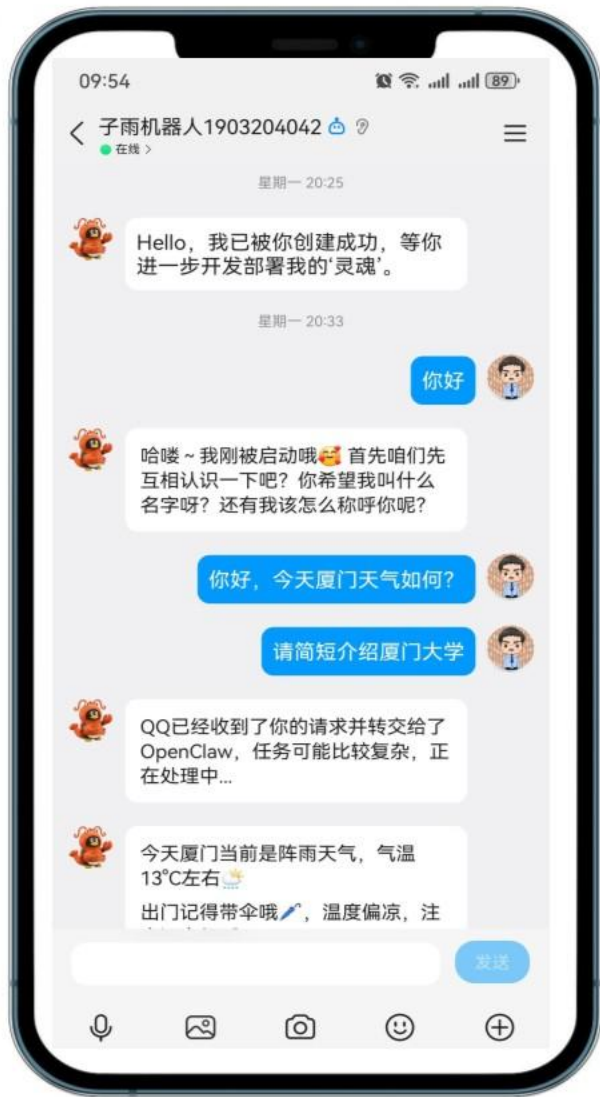 09:54
89
子雨机器人1903204042
在线 >
星期一 20:25
Hello，我已被你创建成功，等你
进一步开发部署我的‘灵魂’。
星期一 20:33
你好
哈喽 ~ 我刚被启动哦🥰 首先咱们先
互相认识一下吧？你希望我叫什么
名字呀？还有我该怎么称呼你呢？
你好，今天厦门天气如何？
请简短介绍厦门大学
QQ已经收到了你的请求并转交给了
OpenClaw，任务可能比较复杂，正
在处理中...
今天厦门当前是阵雨天气，气温
13°C左右🌦️
出门记得带伞哦🌂，温度偏凉，注
发送